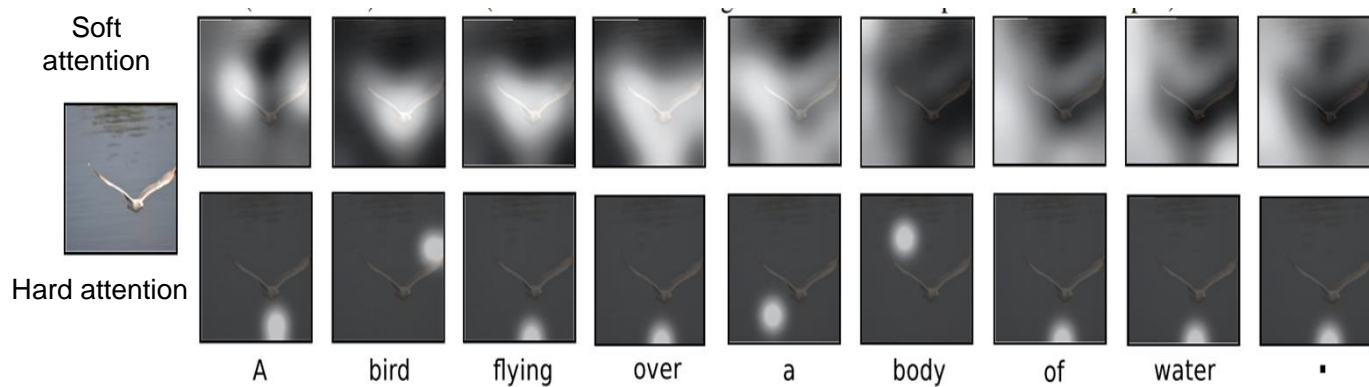 Soft
attention
Hard attention
A bird flying over a body of water .